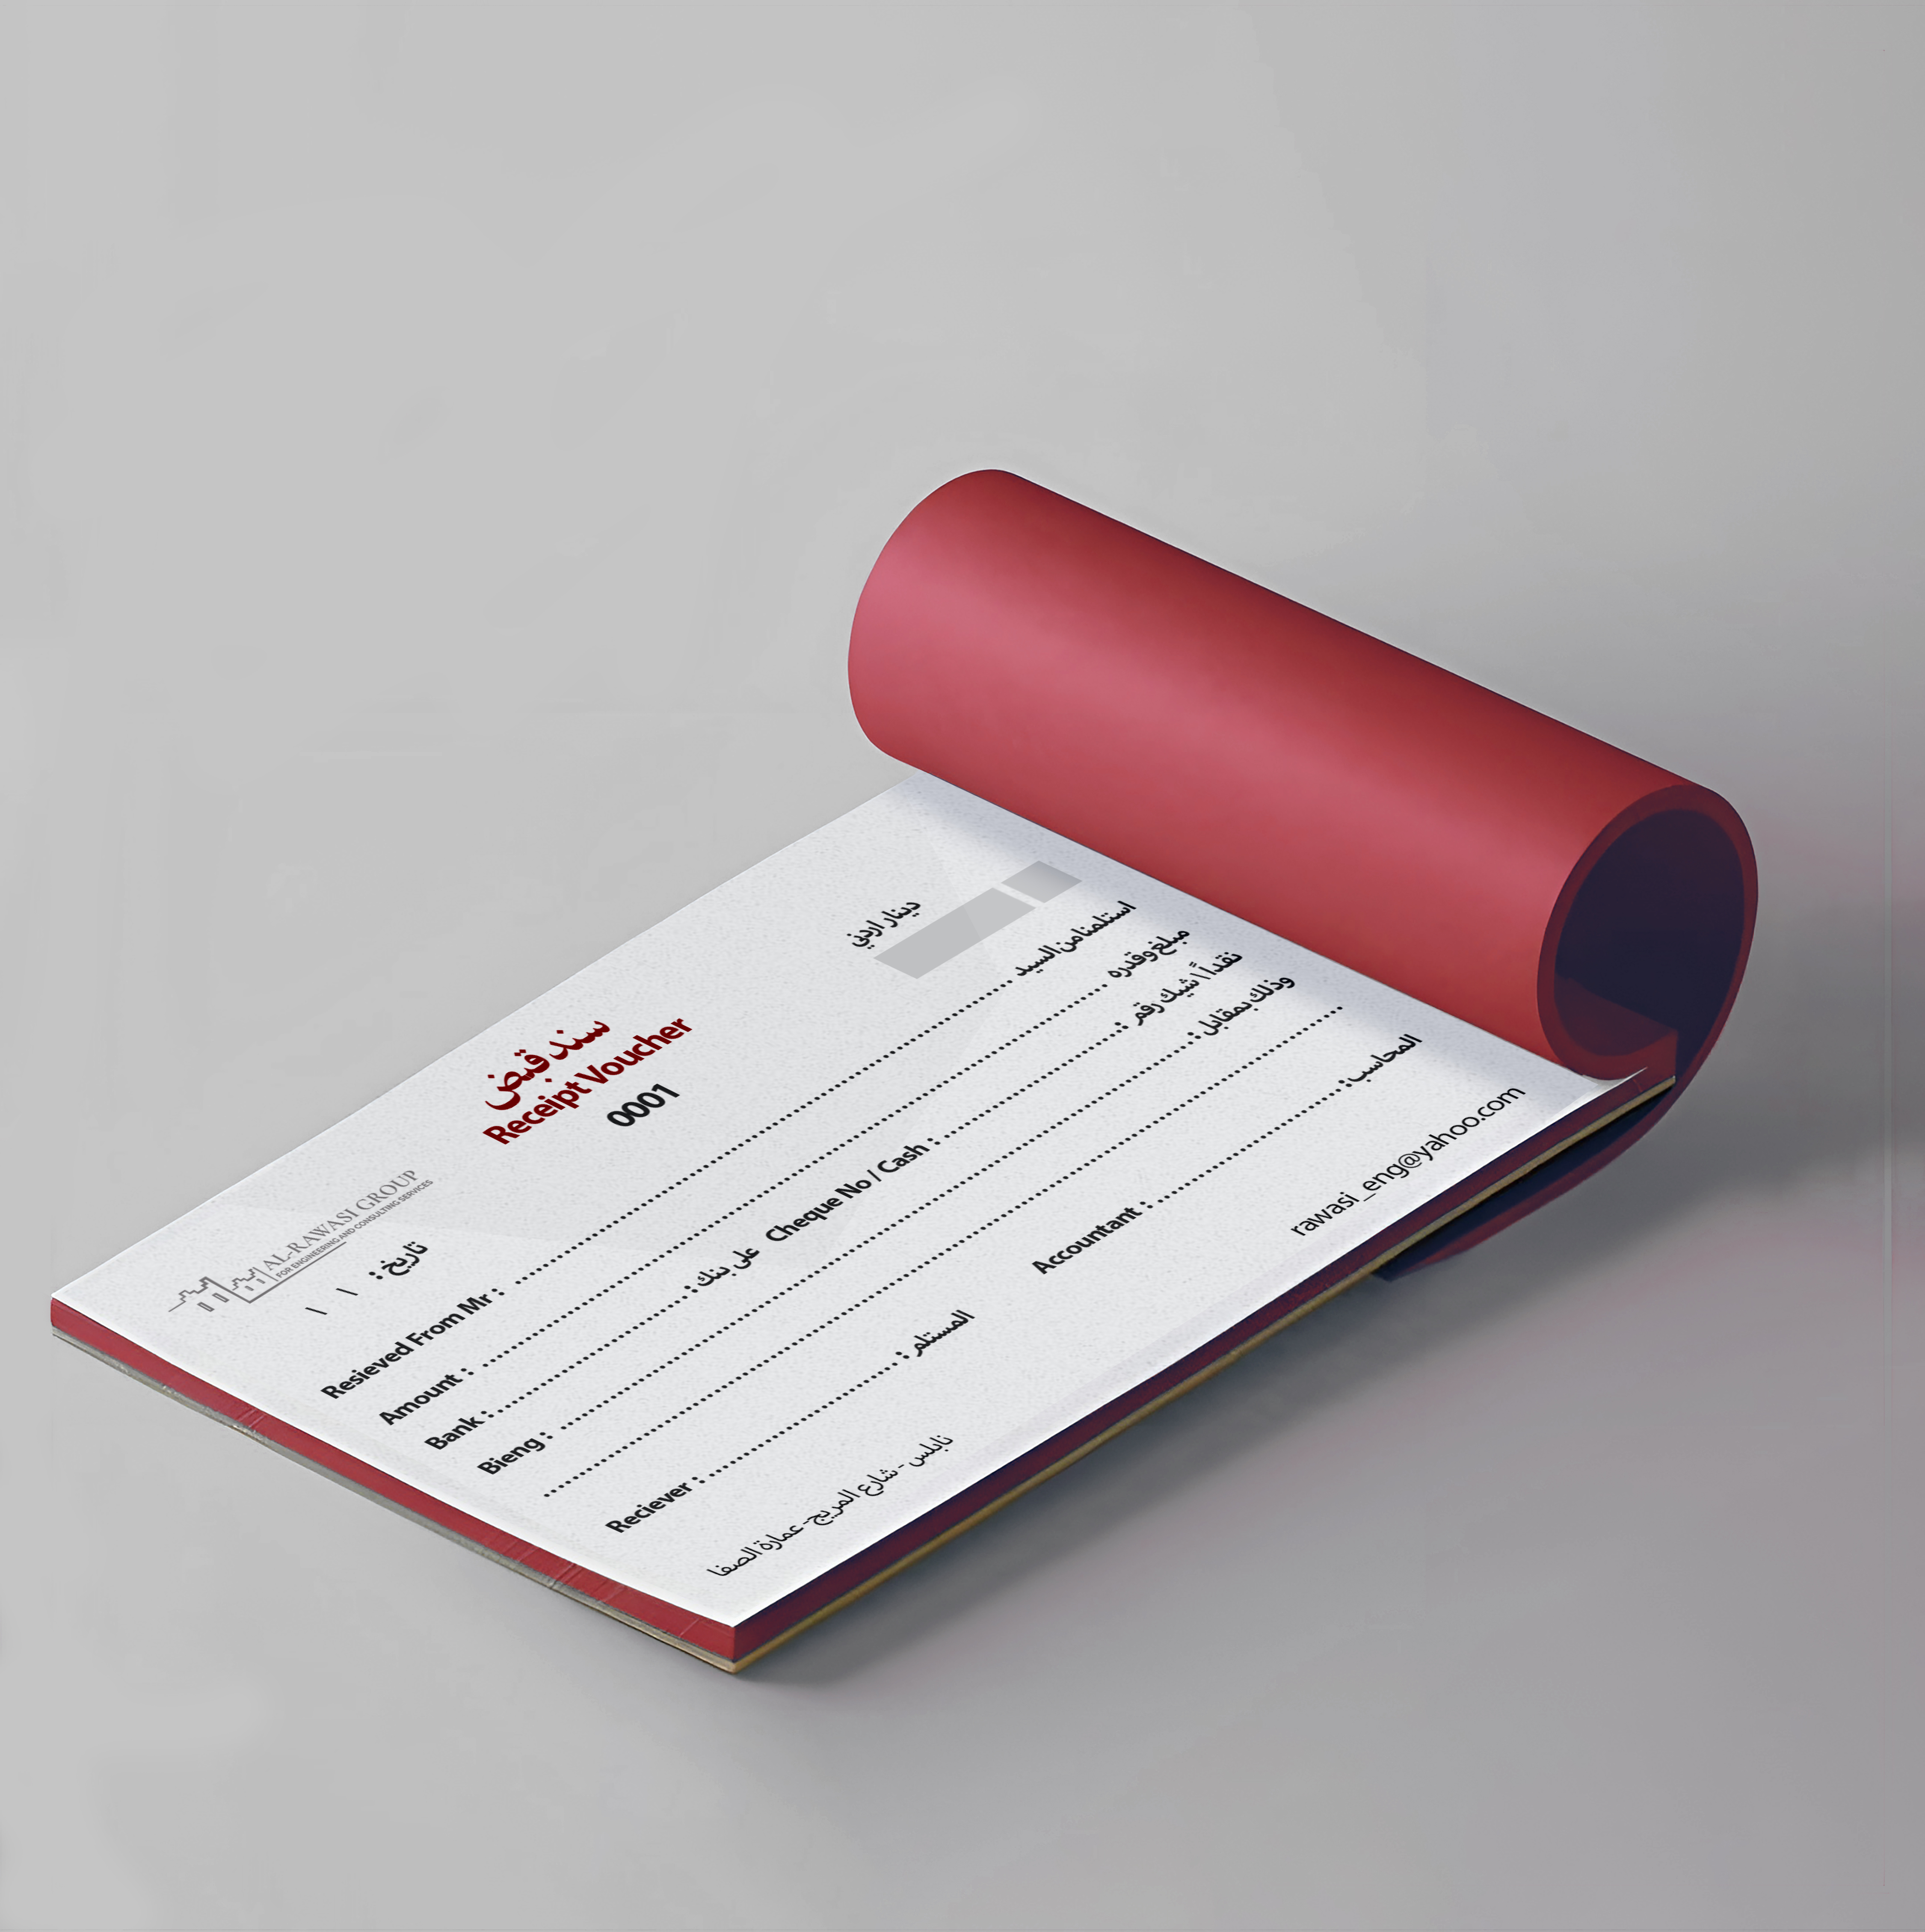 AL-RAWASI GROUP
FOR ENGINEERING AND CONSULTING SERVICES
سند قبض
Receipt Voucher
0001
دينار اردني
تاريخ : \ \
Resieved From Mr : استلمنا من السيد
Amount : مبلغ وقدره
Bank : على بنك : Cheque No / Cash : نقداً \ شيك رقم :
Bieng : وذلك بمقابل :
Reciever : المستلم : Accountant : المحاسب :
نابلس - شارع المريج - عمارة الصفا rawasi_eng@yahoo.com